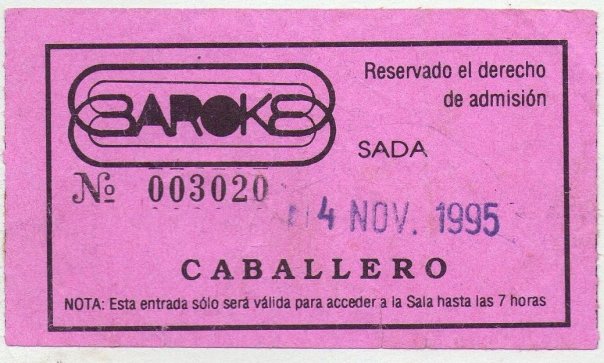 BAROKE
Reservado el derecho
de admisión
SADA
Nº 003020
4 NOV. 1995
CABALLERO
NOTA: Esta entrada sólo será válida para acceder a la Sala hasta las 7 horas